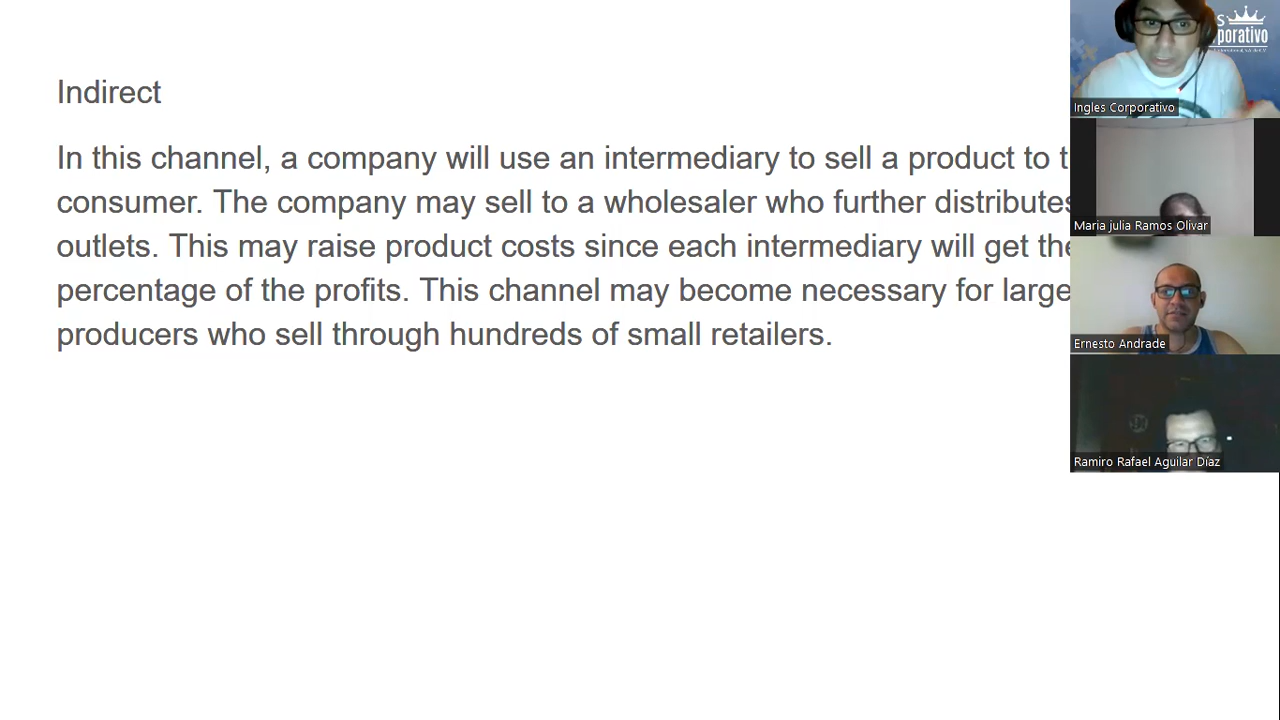 Indirect
In this channel, a company will use an intermediary to sell a product to
consumer. The company may sell to a wholesaler who further distributes
outlets. This may raise product costs since each intermediary will get
percentage of the profits. This channel may become necessary for large
producers who sell through hundreds of small retailers.
porativo
Ingles Corporativo
Maria julia Ramos Olivar
Ernesto Andrade
Ramiro Rafael Aguilar Díaz